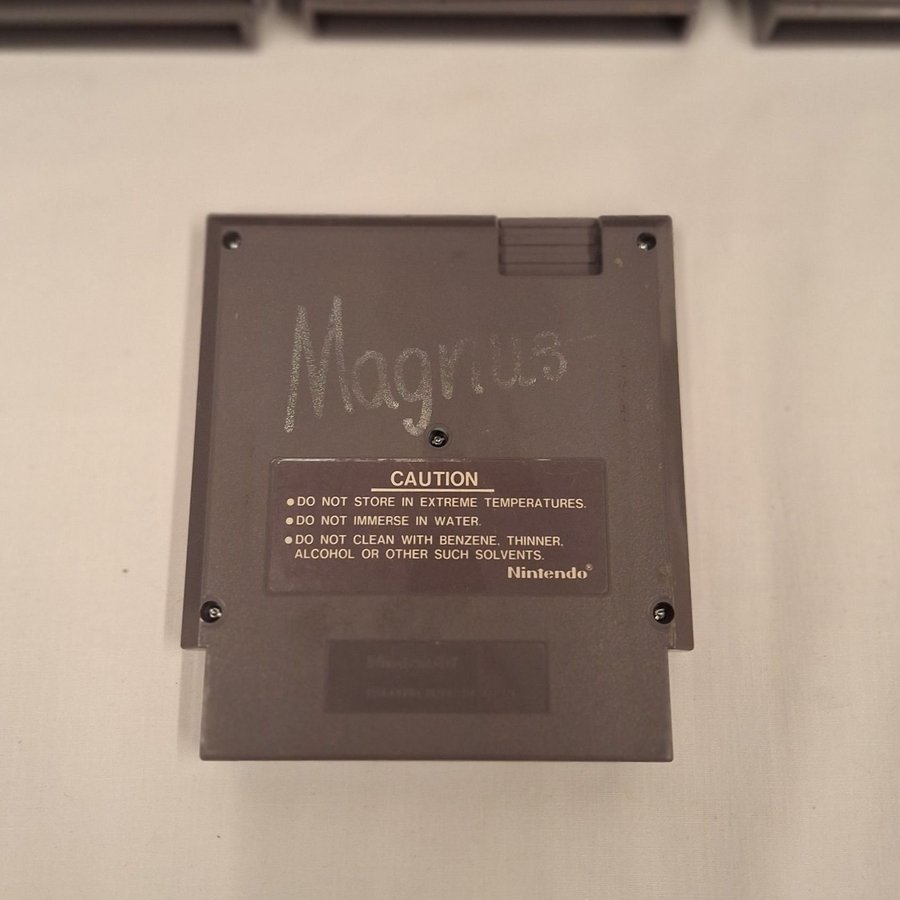 Magnus
CAUTION
● DO NOT STORE IN EXTREME TEMPERATURES.
● DO NOT IMMERSE IN WATER.
● DO NOT CLEAN WITH BENZENE, THINNER,
ALCOHOL OR OTHER SUCH SOLVENTS.
Nintendo®